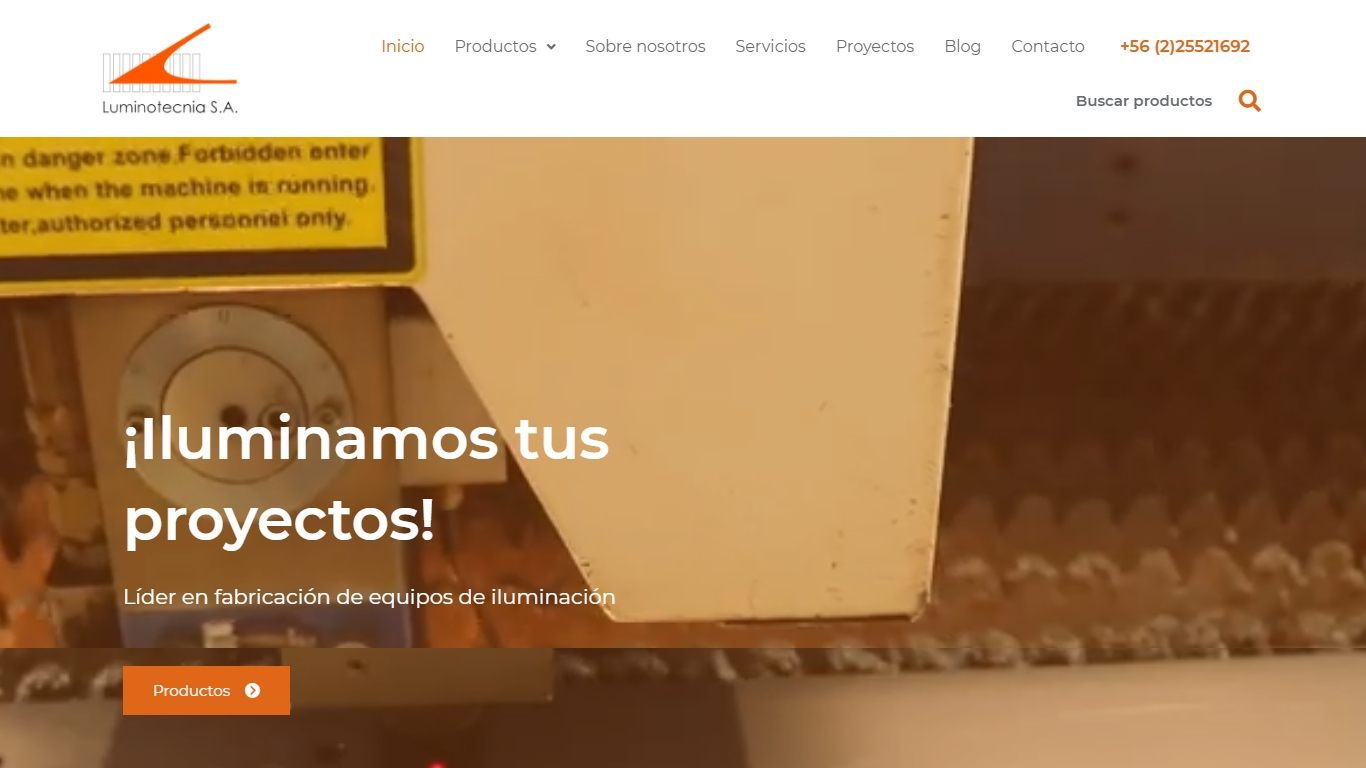 Luminotecnia S.A.
Inicio Productos Sobre nosotros Servicios Proyectos Blog Contacto +56 (2)25521692
Buscar productos
n danger zone.Forbidden enter
when the machine is running.
ter,authorized personnel only.
¡Iluminamos tus
proyectos!
Líder en fabricación de equipos de iluminación
Productos